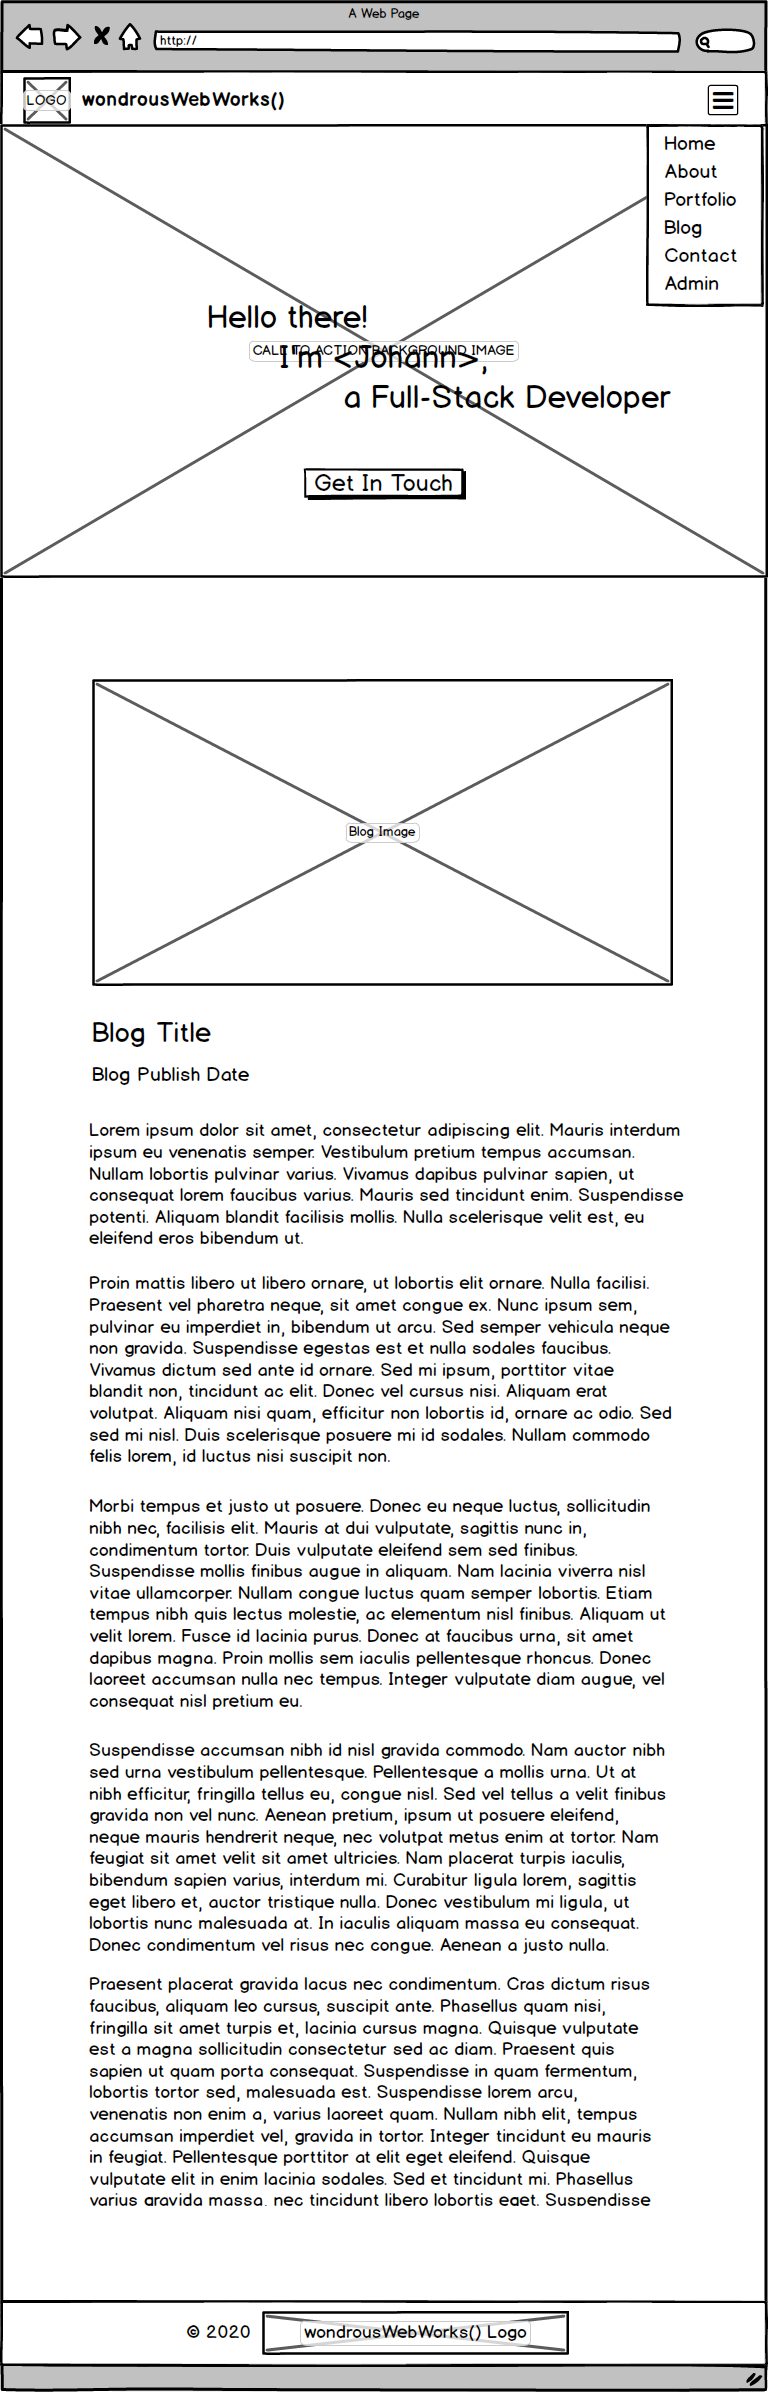 A Web Page
http://
LOGO
wondrousWebWorks()
Home
About
Portfolio
Blog
Contact
Admin
Hello there!
CALL TO ACTION BACKGROUND IMAGE
I'm <Johann>,
a Full-Stack Developer
Get In Touch
Blog Image
Blog Title
Blog Publish Date
Lorem ipsum dolor sit amet, consectetur adipiscing elit. Mauris interdum
ipsum eu venenatis semper. Vestibulum pretium tempus accumsan.
Nullam lobortis pulvinar varius. Vivamus dapibus pulvinar sapien, ut
consequat lorem faucibus varius. Mauris sed tincidunt enim. Suspendisse
potenti. Aliquam blandit facilisis mollis. Nulla scelerisque velit est, eu
eleifend eros bibendum ut.
Proin mattis libero ut libero ornare, ut lobortis elit ornare. Nulla facilisi.
Praesent vel pharetra neque, sit amet congue ex. Nunc ipsum sem,
pulvinar eu imperdiet in, bibendum ut arcu. Sed semper vehicula neque
non gravida. Suspendisse egestas est et nulla sodales faucibus.
Vivamus dictum sed ante id ornare. Sed mi ipsum, porttitor vitae
blandit non, tincidunt ac elit. Donec vel cursus nisi. Aliquam erat
volutpat. Aliquam nisi quam, efficitur non lobortis id, ornare ac odio. Sed
sed mi nisl. Duis scelerisque posuere mi id sodales. Nullam commodo
felis lorem, id luctus nisi suscipit non.
Morbi tempus et justo ut posuere. Donec eu neque luctus, sollicitudin
nibh nec, facilisis elit. Mauris at dui vulputate, sagittis nunc in,
condimentum tortor. Duis vulputate eleifend sem sed finibus.
Suspendisse mollis finibus augue in aliquam. Nam lacinia viverra nisl
vitae ullamcorper. Nullam congue luctus quam semper lobortis. Etiam
tempus nibh quis lectus molestie, ac elementum nisl finibus. Aliquam ut
velit lorem. Fusce id lacinia purus. Donec at faucibus urna, sit amet
dapibus magna. Proin mollis sem iaculis pellentesque rhoncus. Donec
laoreet accumsan nulla nec tempus. Integer vulputate diam augue, vel
consequat nisl pretium eu.
Suspendisse accumsan nibh id nisl gravida commodo. Nam auctor nibh
sed urna vestibulum pellentesque. Pellentesque a mollis urna. Ut at
nibh efficitur, fringilla tellus eu, congue nisl. Sed vel tellus a velit finibus
gravida non vel nunc. Aenean pretium, ipsum ut posuere eleifend,
neque mauris hendrerit neque, nec volutpat metus enim at tortor. Nam
feugiat sit amet velit sit amet ultricies. Nam placerat turpis iaculis,
bibendum sapien varius, interdum mi. Curabitur ligula lorem, sagittis
eget libero et, auctor tristique nulla. Donec vestibulum mi ligula, ut
lobortis nunc malesuada at. In iaculis aliquam massa eu consequat.
Donec condimentum vel risus nec congue. Aenean a justo nulla.
Praesent placerat gravida lacus nec condimentum. Cras dictum risus
faucibus, aliquam leo cursus, suscipit ante. Phasellus quam nisi,
fringilla sit amet turpis et, lacinia cursus magna. Quisque vulputate
est a magna sollicitudin consectetur sed ac diam. Praesent quis
sapien ut quam porta consequat. Suspendisse in quam fermentum,
lobortis tortor sed, malesuada est. Suspendisse lorem arcu,
venenatis non enim a, varius laoreet quam. Nullam nibh elit, tempus
accumsan imperdiet vel, gravida in tortor. Integer tincidunt eu mauris
in feugiat. Pellentesque porttitor at elit eget eleifend. Quisque
vulputate elit in enim lacinia sodales. Sed et tincidunt mi. Phasellus
varius gravida massa, nec tincidunt libero lobortis eget. Suspendisse
© 2020
wondrousWebWorks() Logo